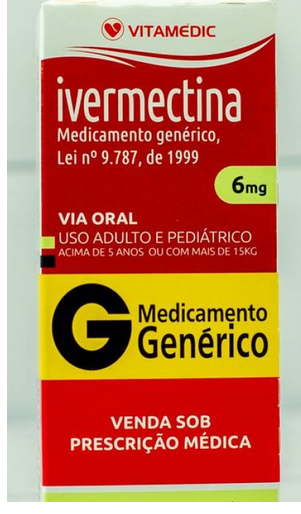 VITAMEDIC
ivermectina
Medicamento genérico,
Lei nº 9.787, de 1999
6mg
VIA ORAL
USO ADULTO E PEDIÁTRICO
ACIMA DE 5 ANOS OU COM MAIS DE 15KG
G Medicamento
Genérico
VENDA SOB
PRESCRIÇÃO MÉDICA